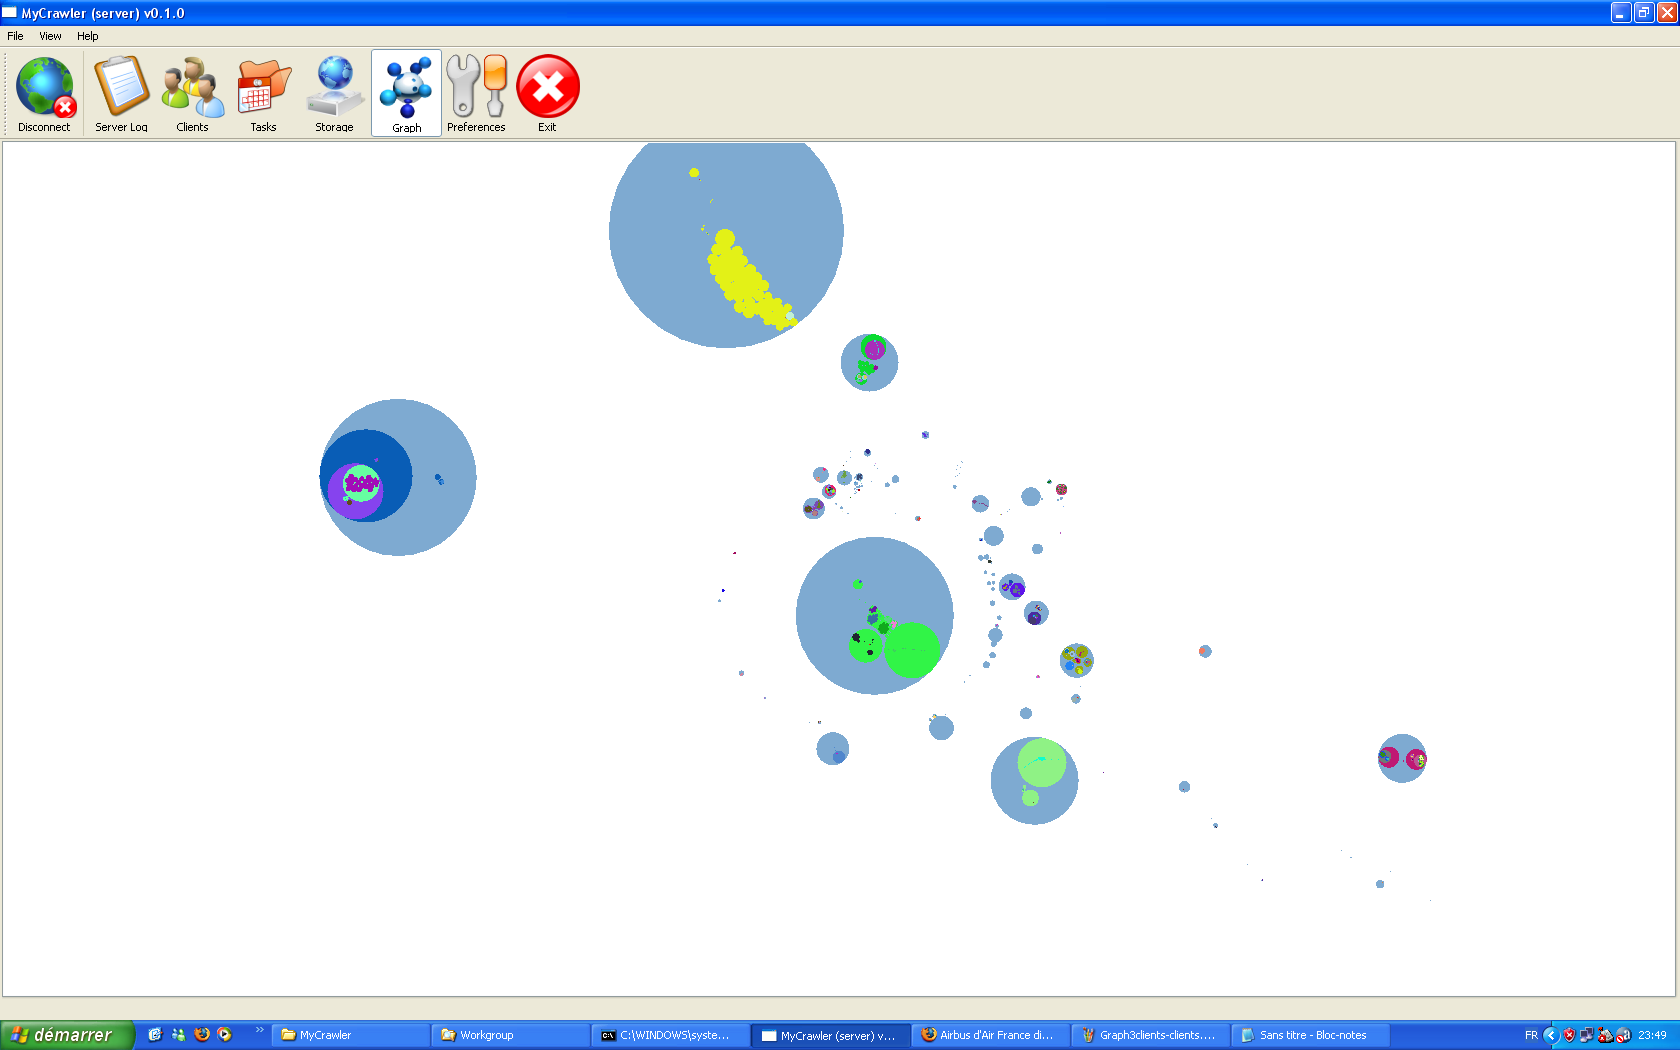 MyCrawler (server) v0.1.0
File View Help
Disconnect Server Log Clients Tasks Storage Graph Preferences Exit
démarrer » MyCrawler Workgroup C:\WINDOWS\syste... MyCrawler (server) v... Airbus d'Air France di... Graph3clients-clients.... Sans titre - Bloc-notes FR 23:49